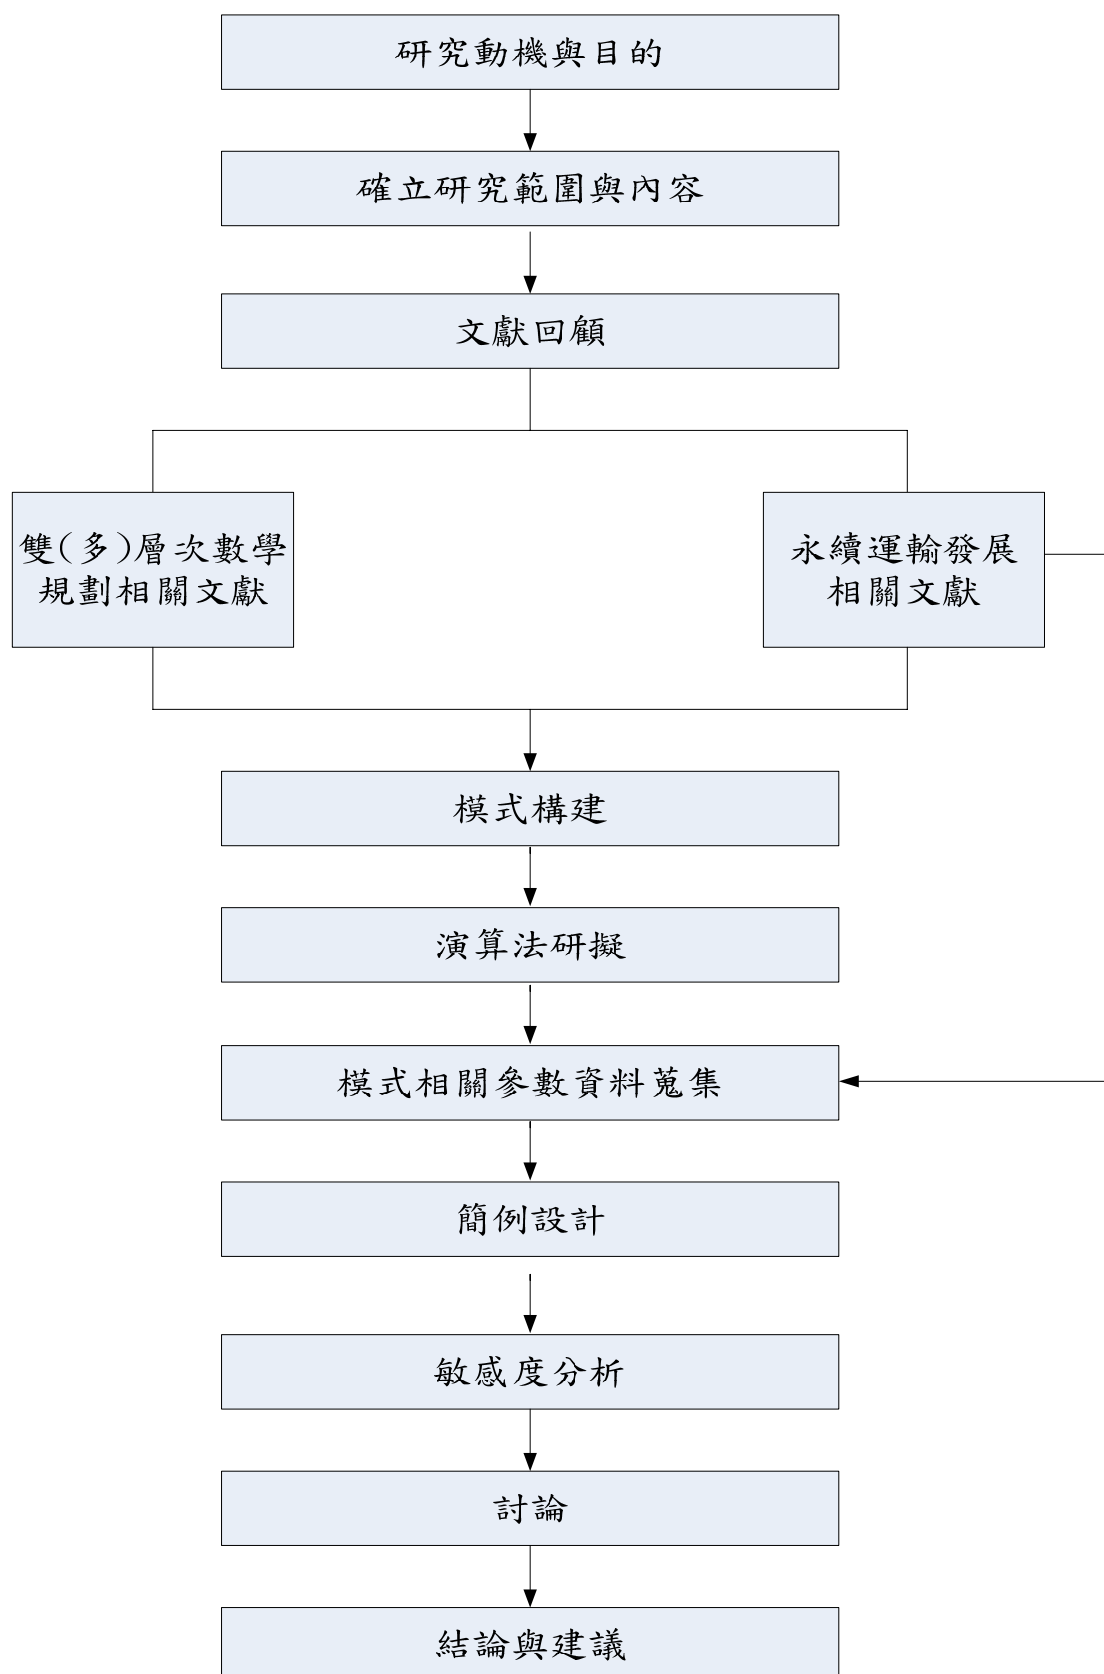 研究動機與目的
確立研究範圍與內容
文獻回顧
雙(多)層次數學
規劃相關文獻
永續運輸發展
相關文獻
模式構建
演算法研擬
模式相關參數資料蒐集
簡例設計
敏感度分析
討論
結論與建議